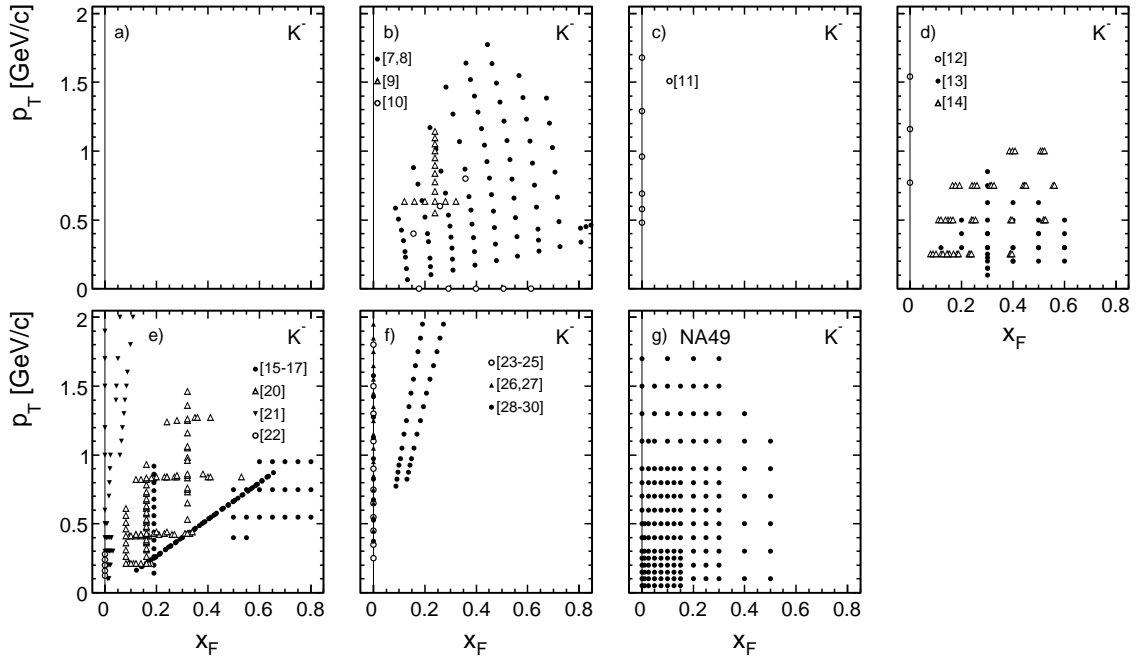 a) K-
b) K-
[7,8]
[9]
[10]
c) K-
[11]
d) K-
[12]
[13]
[14]
p_T [GeV/c]
2
1.5
1
0.5
0
0 0.2 0.4 0.6 0.8
x_F
e) K-
[15-17]
[20]
[21]
[22]
f) K-
[23-25]
[26,27]
[28-30]
g) NA49 K-
p_T [GeV/c]
2
1.5
1
0.5
0
0 0.2 0.4 0.6 0.8
0 0.2 0.4 0.6 0.8
0 0.2 0.4 0.6 0.8
x_F
x_F
x_F